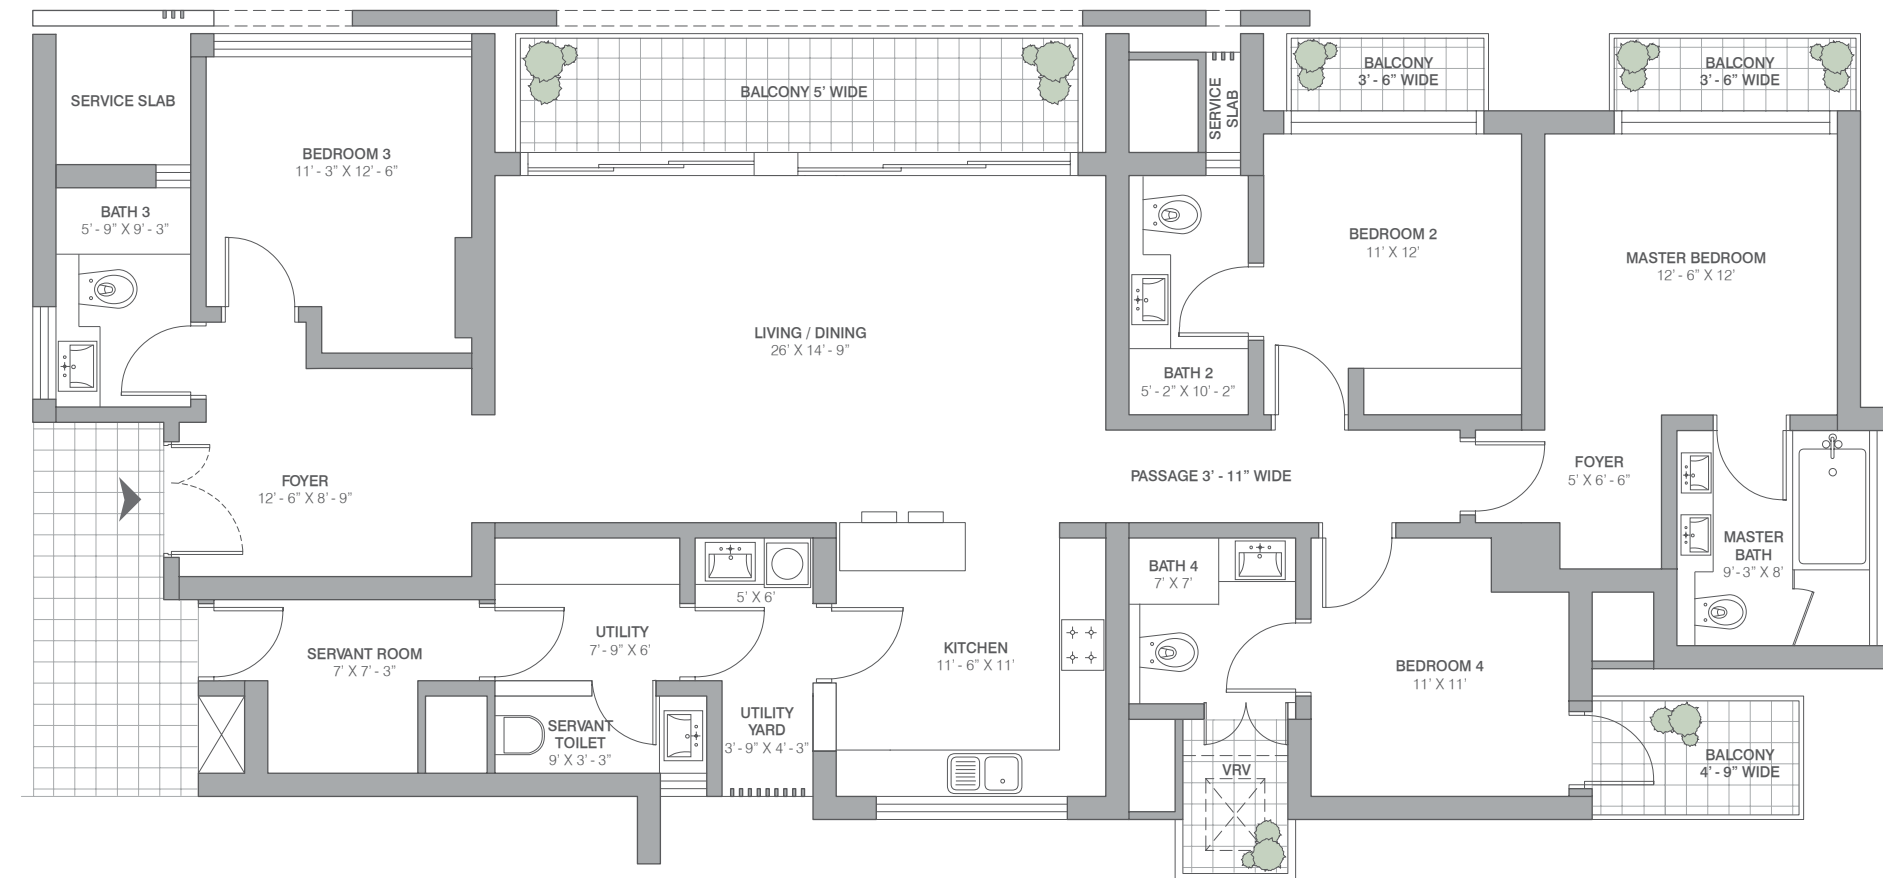 SERVICE SLAB
BEDROOM 3
11' - 3" X 12' - 6"
BATH 3
5' - 9" X 9' - 3"
BALCONY 5' WIDE
SERVICE
SLAB
BALCONY
3' - 6" WIDE
BALCONY
3' - 6" WIDE
BEDROOM 2
11' X 12'
MASTER BEDROOM
12' - 6" X 12'
LIVING / DINING
26' X 14' - 9"
BATH 2
5' - 2" X 10' - 2"
FOYER
12' - 6" X 8' - 9"
PASSAGE 3' - 11" WIDE
FOYER
5' X 6' - 6"
MASTER
BATH
9' - 3" X 8'
BATH 4
7' X 7'
5' X 6'
UTILITY
7' - 9" X 6'
SERVANT ROOM
7' X 7' - 3"
KITCHEN
11' - 6" X 11'
BEDROOM 4
11' X 11'
SERVANT
TOILET
9' X 3' - 3"
UTILITY
YARD
3' - 9" X 4' - 3"
VRV
BALCONY
4' - 9" WIDE